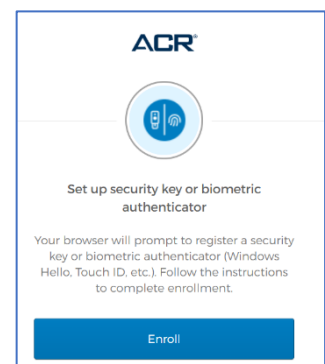 ACR®
Set up security key or biometric
authenticator
Your browser will prompt to register a security
key or biometric authenticator (Windows
Hello, Touch ID, etc.). Follow the instructions
to complete enrollment.
Enroll